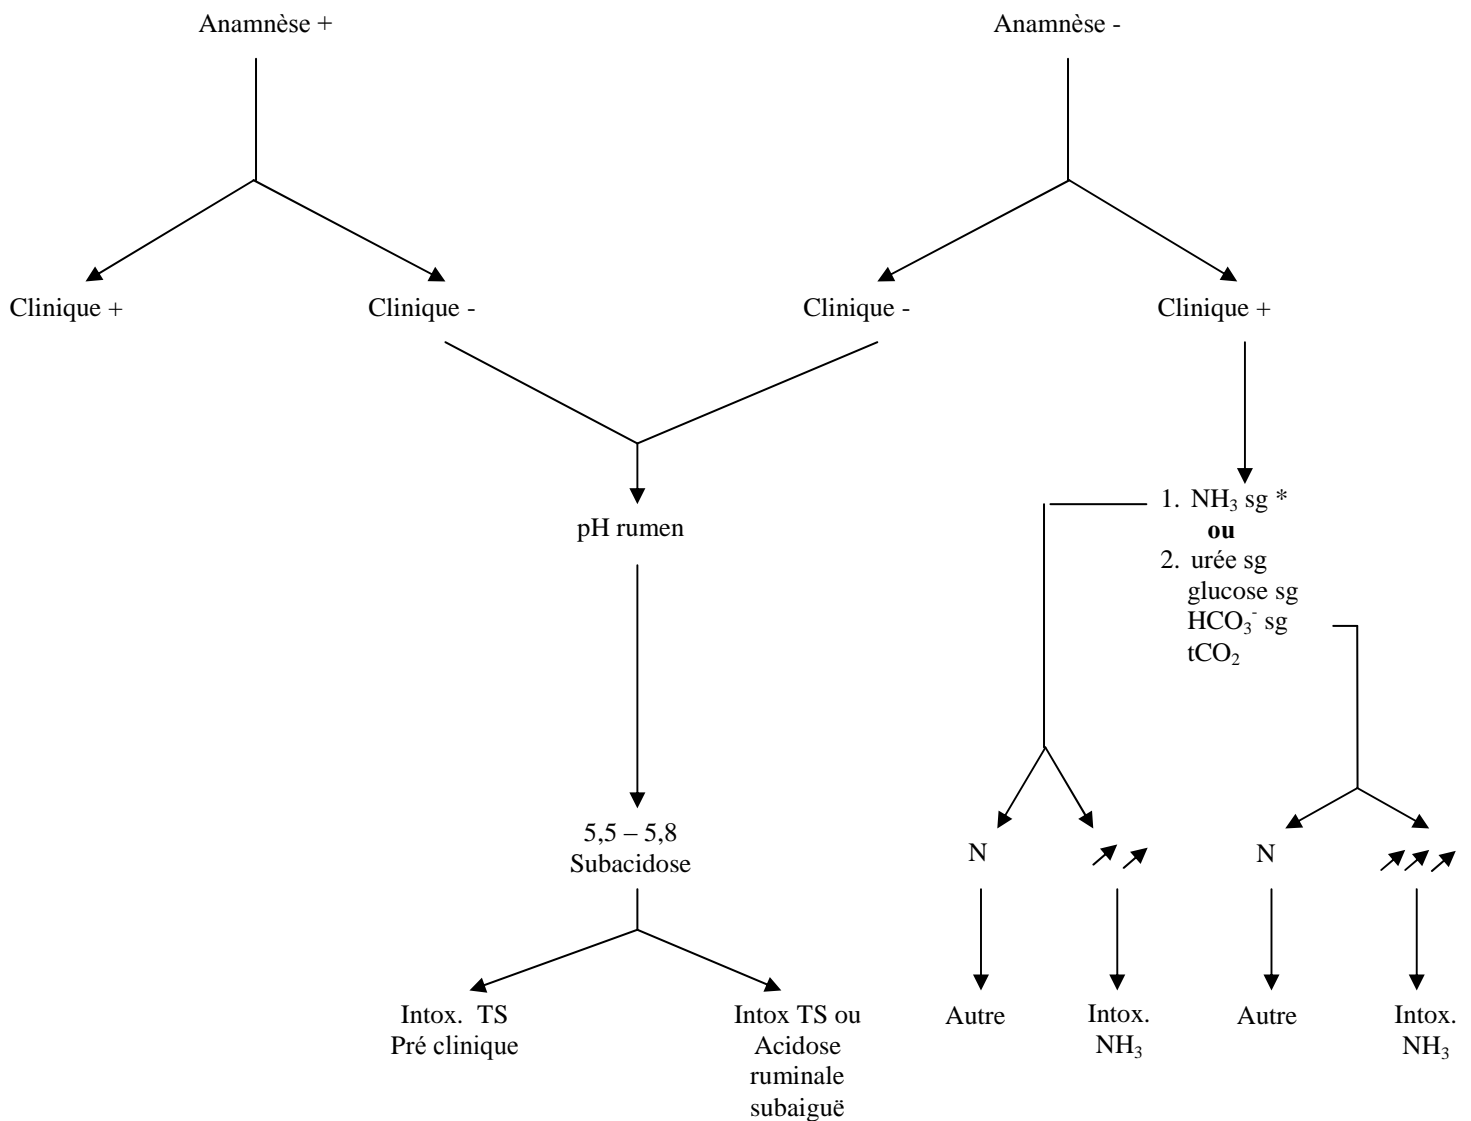 Anamnèse +
Anamnèse -
Clinique +
Clinique -
Clinique -
Clinique +
pH rumen
1. NH₃ sg *
ou
2. urée sg
glucose sg
HCO₃⁻ sg
tCO₂
5,5 – 5,8
Subacidose
N
N
Intox. TS
Pré clinique
Intox TS ou
Acidose
ruminale
subaiguë
Autre
Intox.
NH₃
Autre
Intox.
NH₃